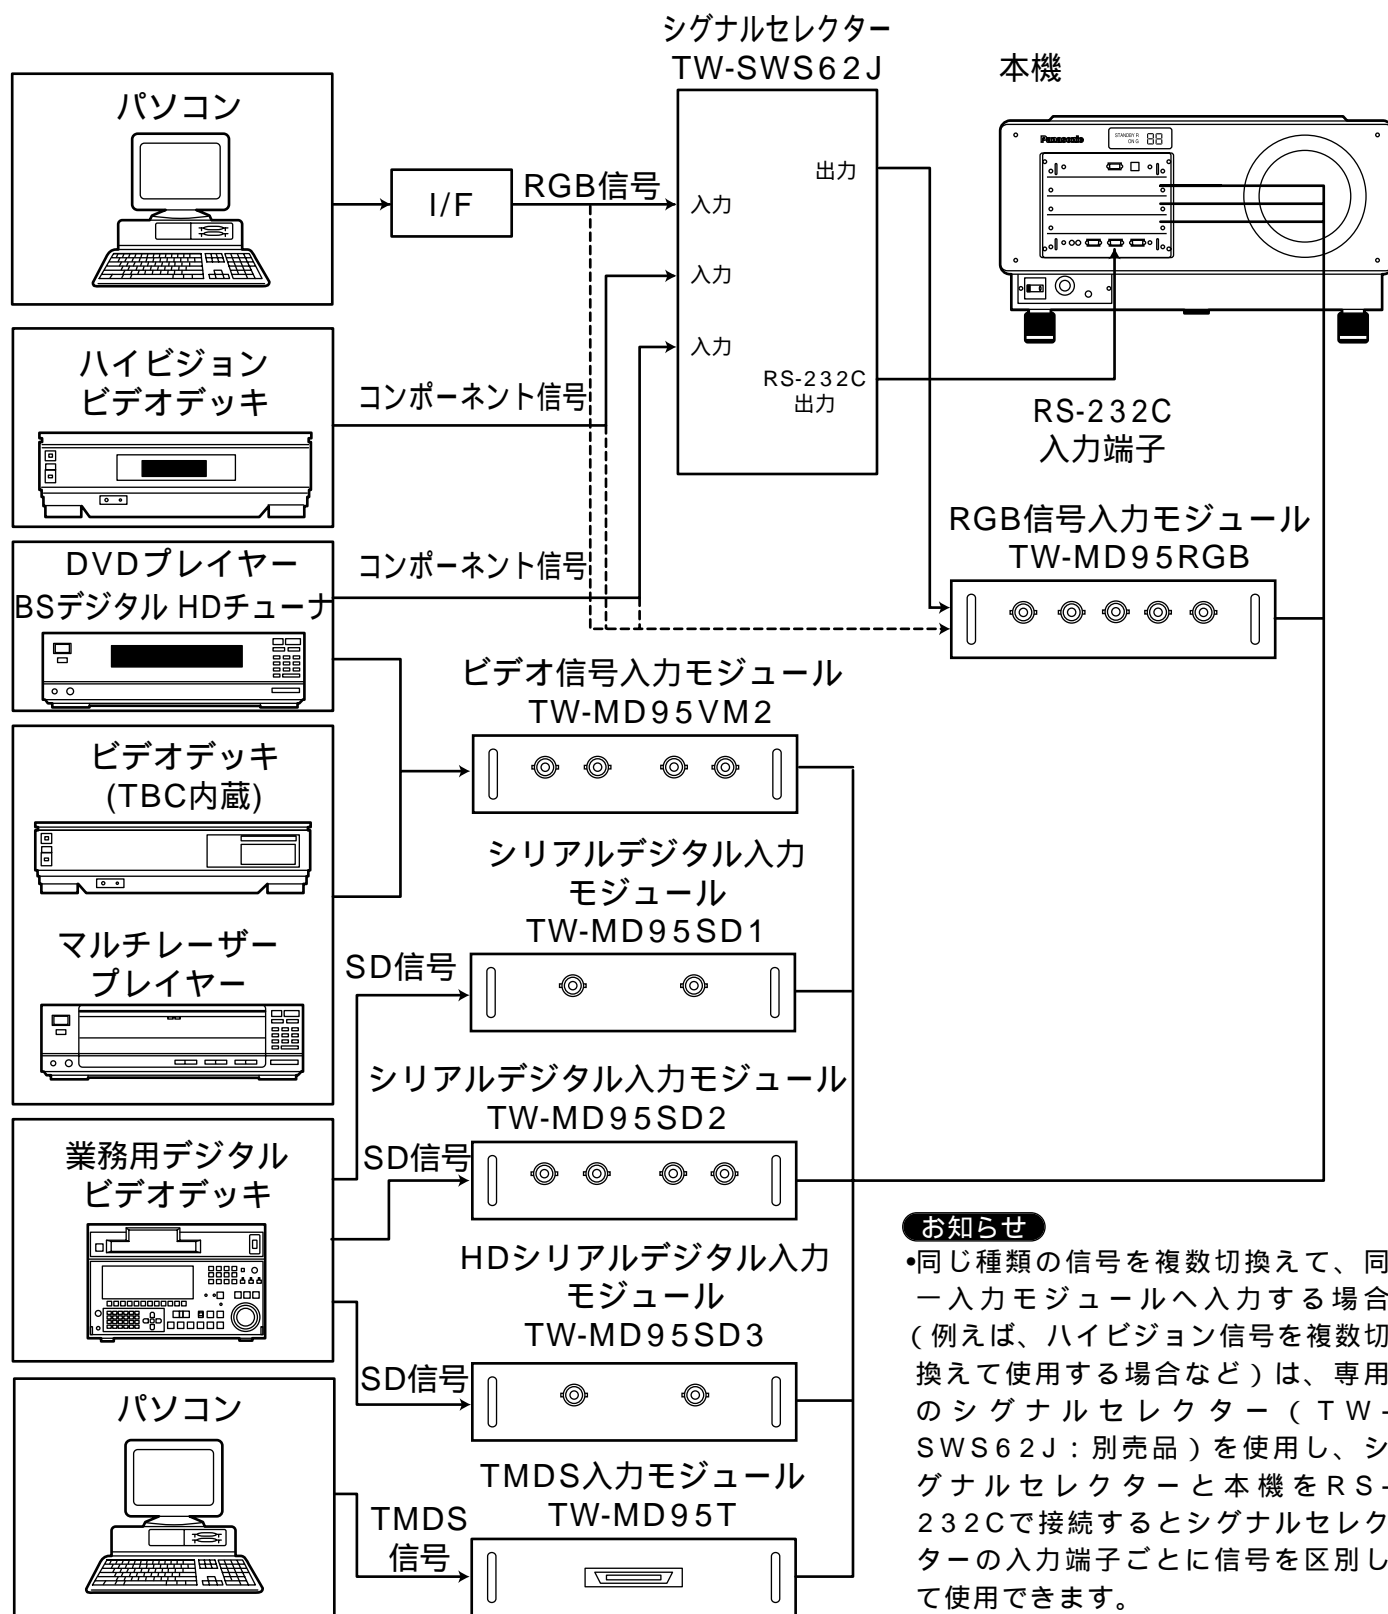 シグナルセレクター
TW-SWS62J
本機
パソコン
I/F
RGB信号
入力
出力
入力
入力
RS-232C
出力
Panasonic
STANDBY R
ON G
88
RS-232C
入力端子
ハイビジョン
ビデオデッキ
コンポーネント信号
RGB信号入力モジュール
TW-MD95RGB
DVDプレイヤー
BSデジタル HDチューナ
コンポーネント信号
ビデオ信号入力モジュール
TW-MD95VM2
ビデオデッキ
(TBC内蔵)
マルチレーザー
プレイヤー
シリアルデジタル入力
モジュール
TW-MD95SD1
SD信号
シリアルデジタル入力モジュール
TW-MD95SD2
SD信号
業務用デジタル
ビデオデッキ
HDシリアルデジタル入力
モジュール
TW-MD95SD3
SD信号
パソコン
TMDS入力モジュール
TW-MD95T
TMDS
信号
お知らせ
•同じ種類の信号を複数切換えて、同
一入力モジュールへ入力する場合
(例えば、ハイビジョン信号を複数切
換えて使用する場合など)は、専用
のシグナルセレクター(TW-
SWS62J:別売品)を使用し、シ
グナルセレクターと本機をRS-
232Cで接続するとシグナルセレク
ターの入力端子ごとに信号を区別し
て使用できます。